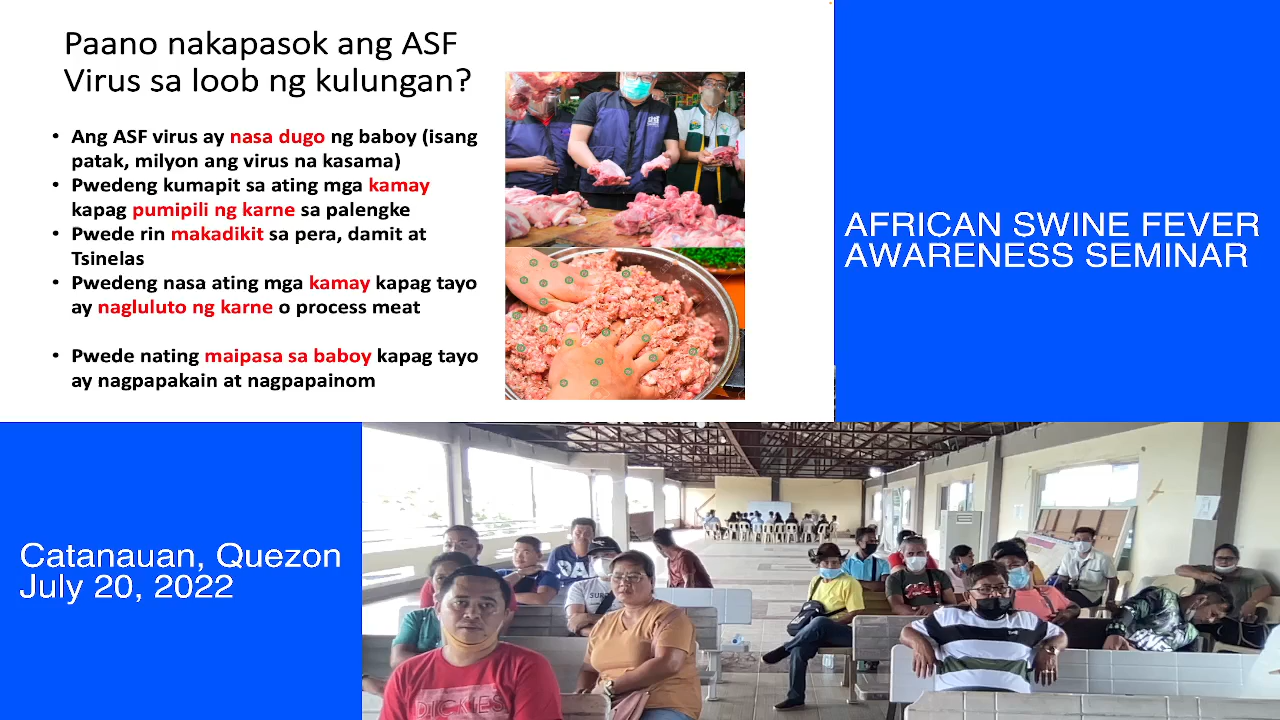 Paano nakapasok ang ASF
Virus sa loob ng kulungan?
• Ang ASF virus ay nasa dugo ng baboy (isang
patak, milyon ang virus na kasama)
• Pwedeng kumapit sa ating mga kamay
kapag pumipili ng karne sa palengke
• Pwede rin makadikit sa pera, damit at
Tsinelas
• Pwedeng nasa ating mga kamay kapag tayo
ay nagluluto ng karne o process meat
• Pwede nating maipasa sa baboy kapag tayo
ay nagpapakain at nagpapainom
AFRICAN SWINE FEVER
AWARENESS SEMINAR
Catanauan, Quezon
July 20, 2022
DICKIES